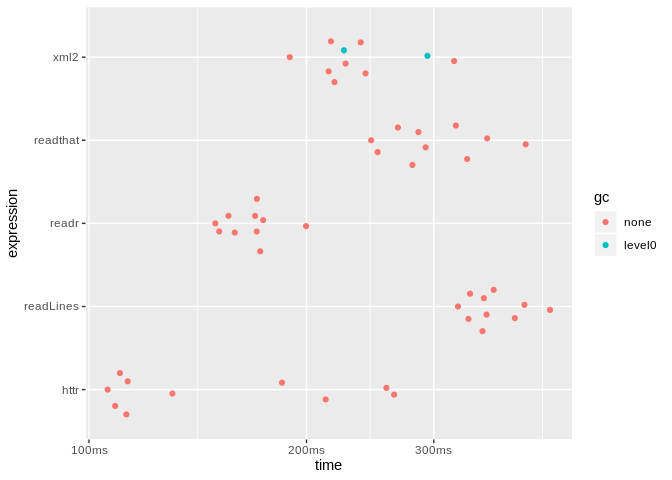 xml2
readthat
readr
readLines
httr
expression
100ms
200ms
300ms
time
gc
none
level0